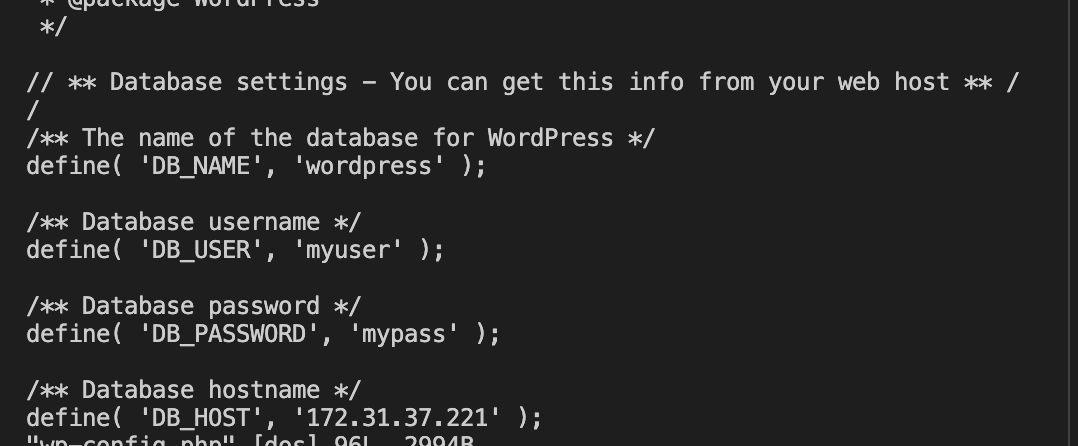 * @package WordPress
*/
// ** Database settings - You can get this info from your web host ** /
/
/** The name of the database for WordPress */
define( 'DB_NAME', 'wordpress' );
/** Database username */
define( 'DB_USER', 'myuser' );
/** Database password */
define( 'DB_PASSWORD', 'mypass' );
/** Database hostname */
define( 'DB_HOST', '172.31.37.221' );
"wp-config.php" [dos] 96L, 2994B